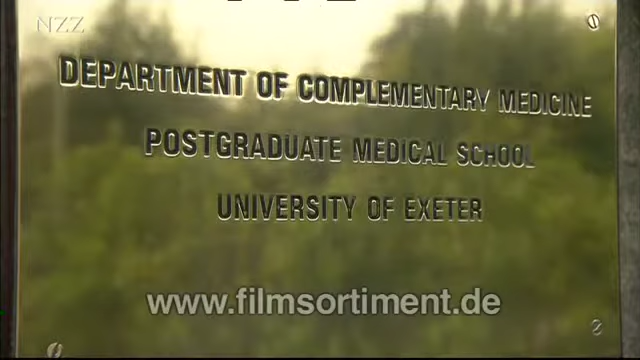 NZZ
DEPARTMENT OF COMPLEMENTARY MEDICINE
POSTGRADUATE MEDICAL SCHOOL
UNIVERSITY OF EXETER
www.filmsortiment.de